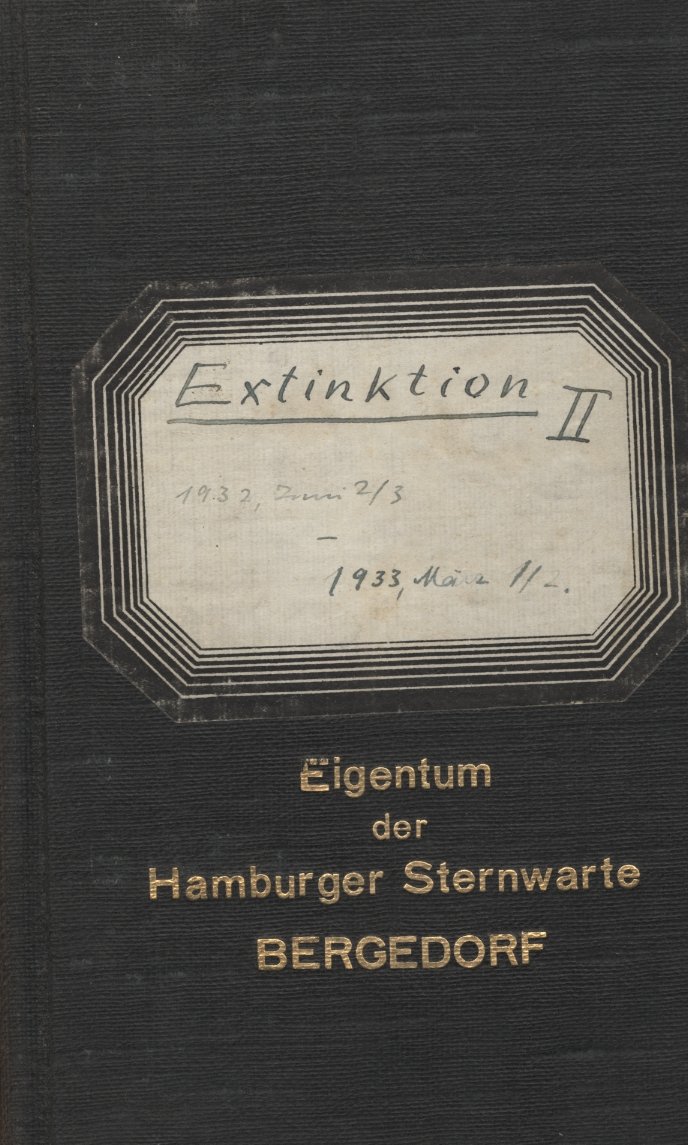 Extinktion
II
1932, Juni 2/3
–
1933, März 1/2.
Eigentum
der
Hamburger Sternwarte
BERGEDORF